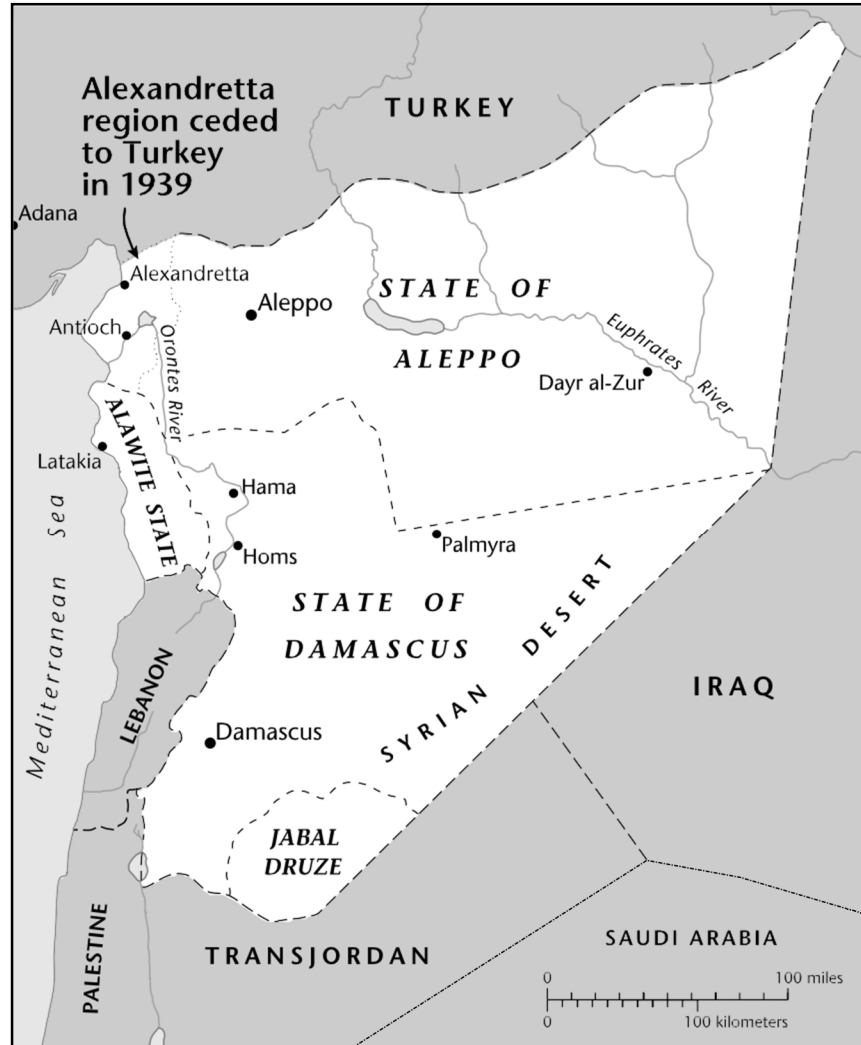 Alexandretta
region ceded
to Turkey
in 1939
TURKEY
Adana
Alexandretta
Aleppo
STATE OF
ALEPPO
Antioch
Orontes River
Euphrates
River
Dayr al-Zur
ALAWITE STATE
Latakia
Hama
Homs
Palmyra
Mediterranean Sea
STATE OF
DAMASCUS
SYRIAN DESERT
LEBANON
IRAQ
Damascus
JABAL
DRUZE
PALESTINE
TRANSJORDAN
SAUDI ARABIA
0 100 miles
0 100 kilometers